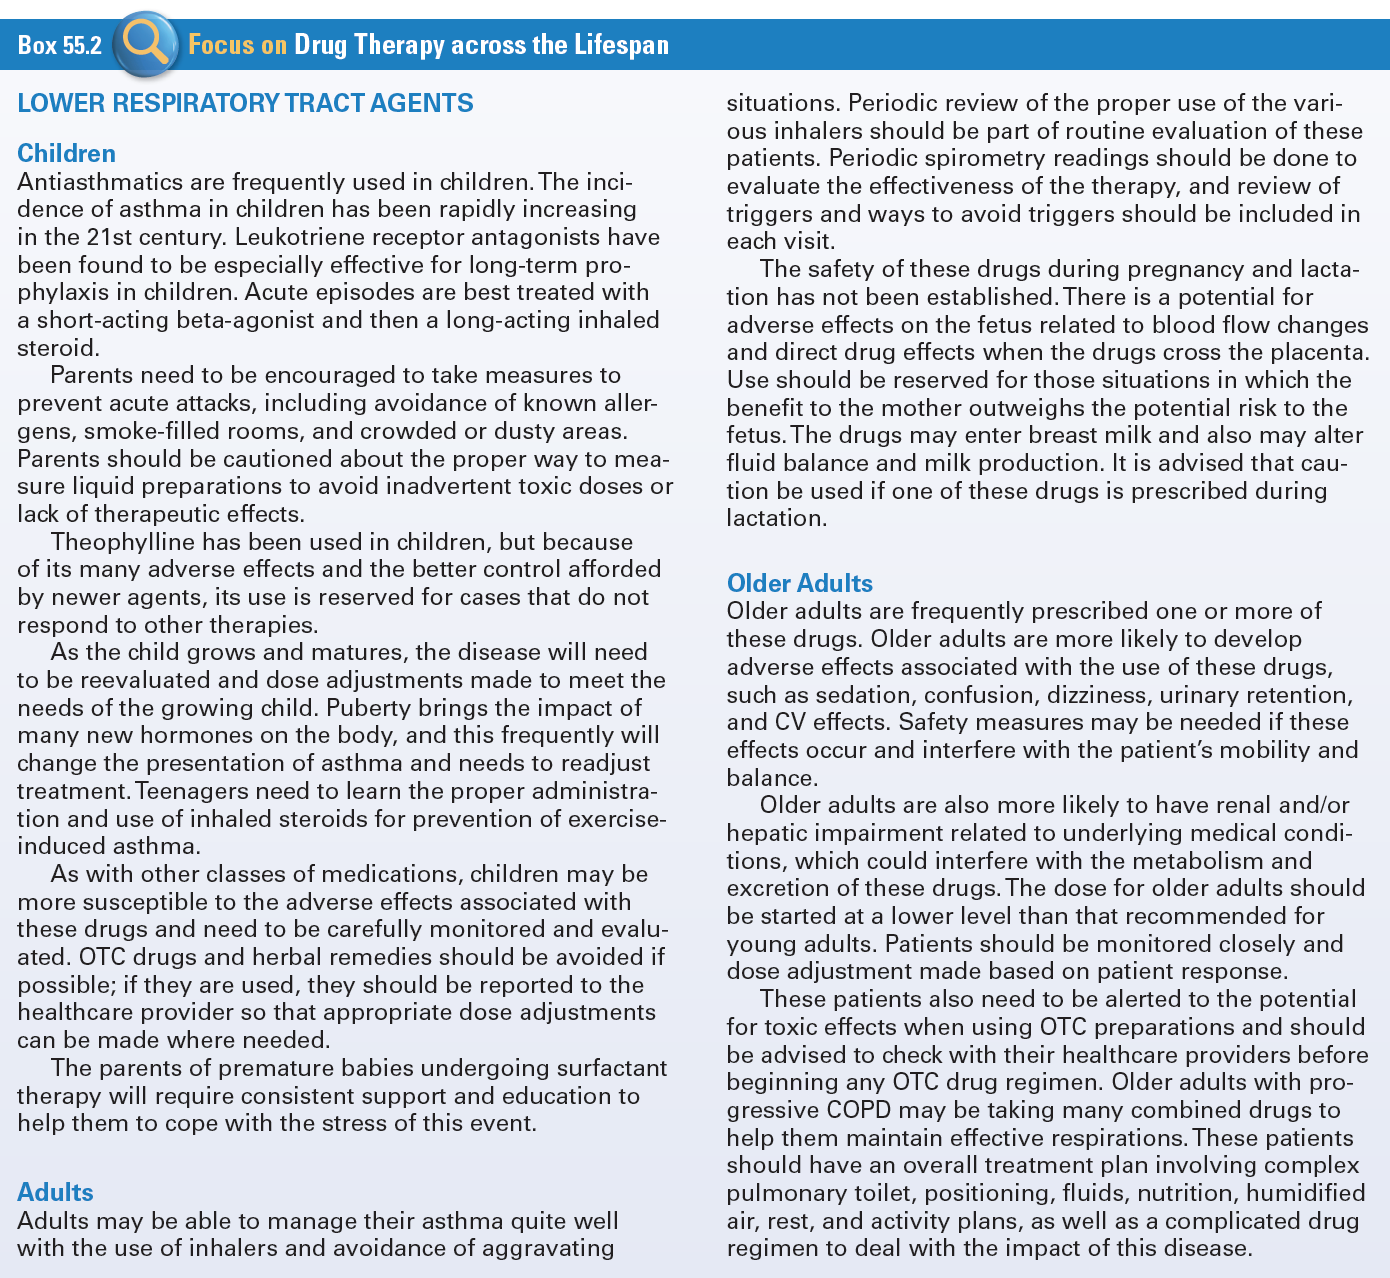 Box 55.2 Focus on Drug Therapy across the Lifespan
LOWER RESPIRATORY TRACT AGENTS
Children
Antiasthmatics are frequently used in children. The inci-
dence of asthma in children has been rapidly increasing
in the 21st century. Leukotriene receptor antagonists have
been found to be especially effective for long-term pro-
phylaxis in children. Acute episodes are best treated with
a short-acting beta-agonist and then a long-acting inhaled
steroid.
Parents need to be encouraged to take measures to
prevent acute attacks, including avoidance of known aller-
gens, smoke-filled rooms, and crowded or dusty areas.
Parents should be cautioned about the proper way to mea-
sure liquid preparations to avoid inadvertent toxic doses or
lack of therapeutic effects.
Theophylline has been used in children, but because
of its many adverse effects and the better control afforded
by newer agents, its use is reserved for cases that do not
respond to other therapies.
As the child grows and matures, the disease will need
to be reevaluated and dose adjustments made to meet the
needs of the growing child. Puberty brings the impact of
many new hormones on the body, and this frequently will
change the presentation of asthma and needs to readjust
treatment. Teenagers need to learn the proper administra-
tion and use of inhaled steroids for prevention of exercise-
induced asthma.
As with other classes of medications, children may be
more susceptible to the adverse effects associated with
these drugs and need to be carefully monitored and evalu-
ated. OTC drugs and herbal remedies should be avoided if
possible; if they are used, they should be reported to the
healthcare provider so that appropriate dose adjustments
can be made where needed.
The parents of premature babies undergoing surfactant
therapy will require consistent support and education to
help them to cope with the stress of this event.
Adults
Adults may be able to manage their asthma quite well
with the use of inhalers and avoidance of aggravating
situations. Periodic review of the proper use of the vari-
ous inhalers should be part of routine evaluation of these
patients. Periodic spirometry readings should be done to
evaluate the effectiveness of the therapy, and review of
triggers and ways to avoid triggers should be included in
each visit.
The safety of these drugs during pregnancy and lacta-
tion has not been established. There is a potential for
adverse effects on the fetus related to blood flow changes
and direct drug effects when the drugs cross the placenta.
Use should be reserved for those situations in which the
benefit to the mother outweighs the potential risk to the
fetus. The drugs may enter breast milk and also may alter
fluid balance and milk production. It is advised that cau-
tion be used if one of these drugs is prescribed during
lactation.
Older Adults
Older adults are frequently prescribed one or more of
these drugs. Older adults are more likely to develop
adverse effects associated with the use of these drugs,
such as sedation, confusion, dizziness, urinary retention,
and CV effects. Safety measures may be needed if these
effects occur and interfere with the patient’s mobility and
balance.
Older adults are also more likely to have renal and/or
hepatic impairment related to underlying medical condi-
tions, which could interfere with the metabolism and
excretion of these drugs. The dose for older adults should
be started at a lower level than that recommended for
young adults. Patients should be monitored closely and
dose adjustment made based on patient response.
These patients also need to be alerted to the potential
for toxic effects when using OTC preparations and should
be advised to check with their healthcare providers before
beginning any OTC drug regimen. Older adults with pro-
gressive COPD may be taking many combined drugs to
help them maintain effective respirations. These patients
should have an overall treatment plan involving complex
pulmonary toilet, positioning, fluids, nutrition, humidified
air, rest, and activity plans, as well as a complicated drug
regimen to deal with the impact of this disease.